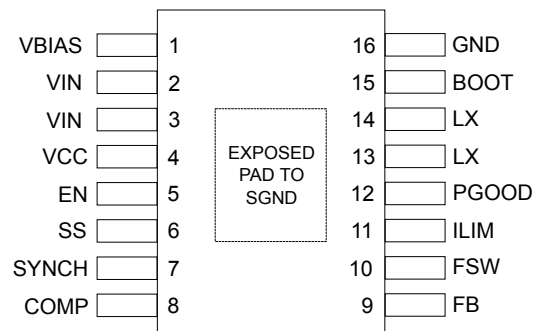 VBIAS 1 16 GND
VIN 2 15 BOOT
VIN 3 14 LX
VCC 4 EXPOSED 13 LX
EN 5 PAD TO 12 PGOOD
SS 6 SGND 11 ILIM
SYNCH 7 10 FSW
COMP 8 9 FB